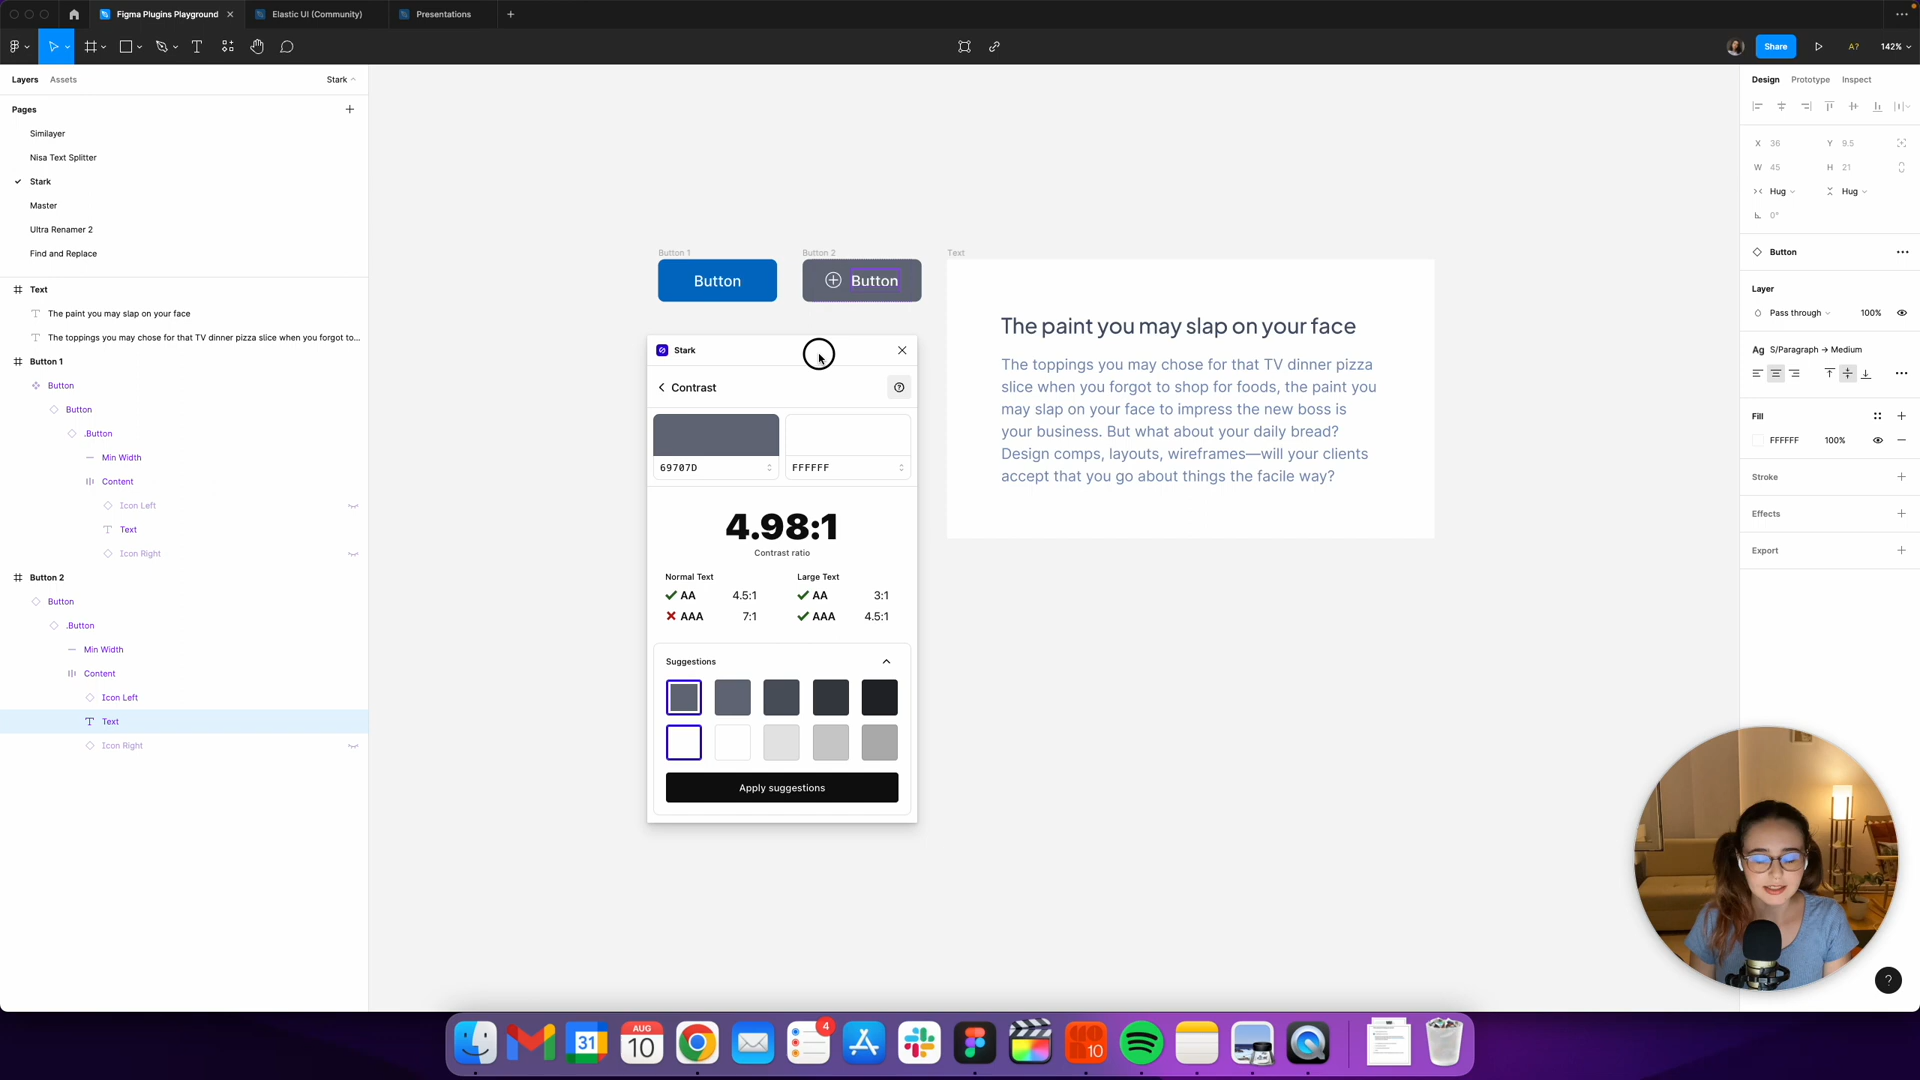 Figma Plugins Playground
Elastic UI (Community)
Presentations
Share
A?
142%
Layers
Assets
Stark
Pages
Similayer
Nisa Text Splitter
Stark
Master
Ultra Renamer 2
Find and Replace
Text
The paint you may slap on your face
The toppings you may chose for that TV dinner pizza slice when you forgot to...
Button 1
Button
Button
.Button
Min Width
Content
Icon Left
Text
Icon Right
Button 2
Button
.Button
Min Width
Content
Icon Left
Text
Icon Right
Button 1
Button
Button 2
Button
Text
The paint you may slap on your face
The toppings you may chose for that TV dinner pizza
slice when you forgot to shop for foods, the paint you
may slap on your face to impress the new boss is
your business. But what about your daily bread?
Design comps, layouts, wireframes—will your clients
accept that you go about things the facile way?
Stark
Contrast
69707D
FFFFFF
4.98:1
Contrast ratio
Normal Text
Large Text
AA 4.5:1
AA 3:1
AAA 7:1
AAA 4.5:1
Suggestions
Apply suggestions
Design
Prototype
Inspect
X 36
Y 9.5
W 45
H 21
Hug
Hug
0°
Button
Layer
Pass through
100%
Ag S/Paragraph → Medium
Fill
FFFFFF
100%
Stroke
Effects
Export
?
31
AUG
10
4
10